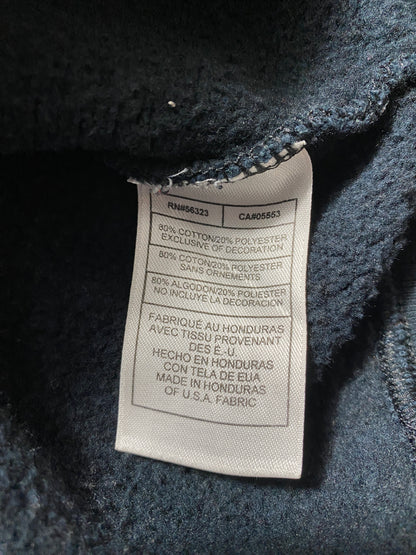 RN#56323 CA#05553
80% COTTON/20% POLYESTER
EXCLUSIVE OF DECORATION
80% COTON/20% POLYESTER
SANS ORNEMENTS
80% ALGODON/20% POLIESTER
NO INCLUYE LA DECORACIÓN
FABRIQUE AU HONDURAS
AVEC TISSU PROVENANT
DES É.-U.
HECHO EN HONDURAS
CON TELA DE EUA
MADE IN HONDURAS
OF U.S.A. FABRIC